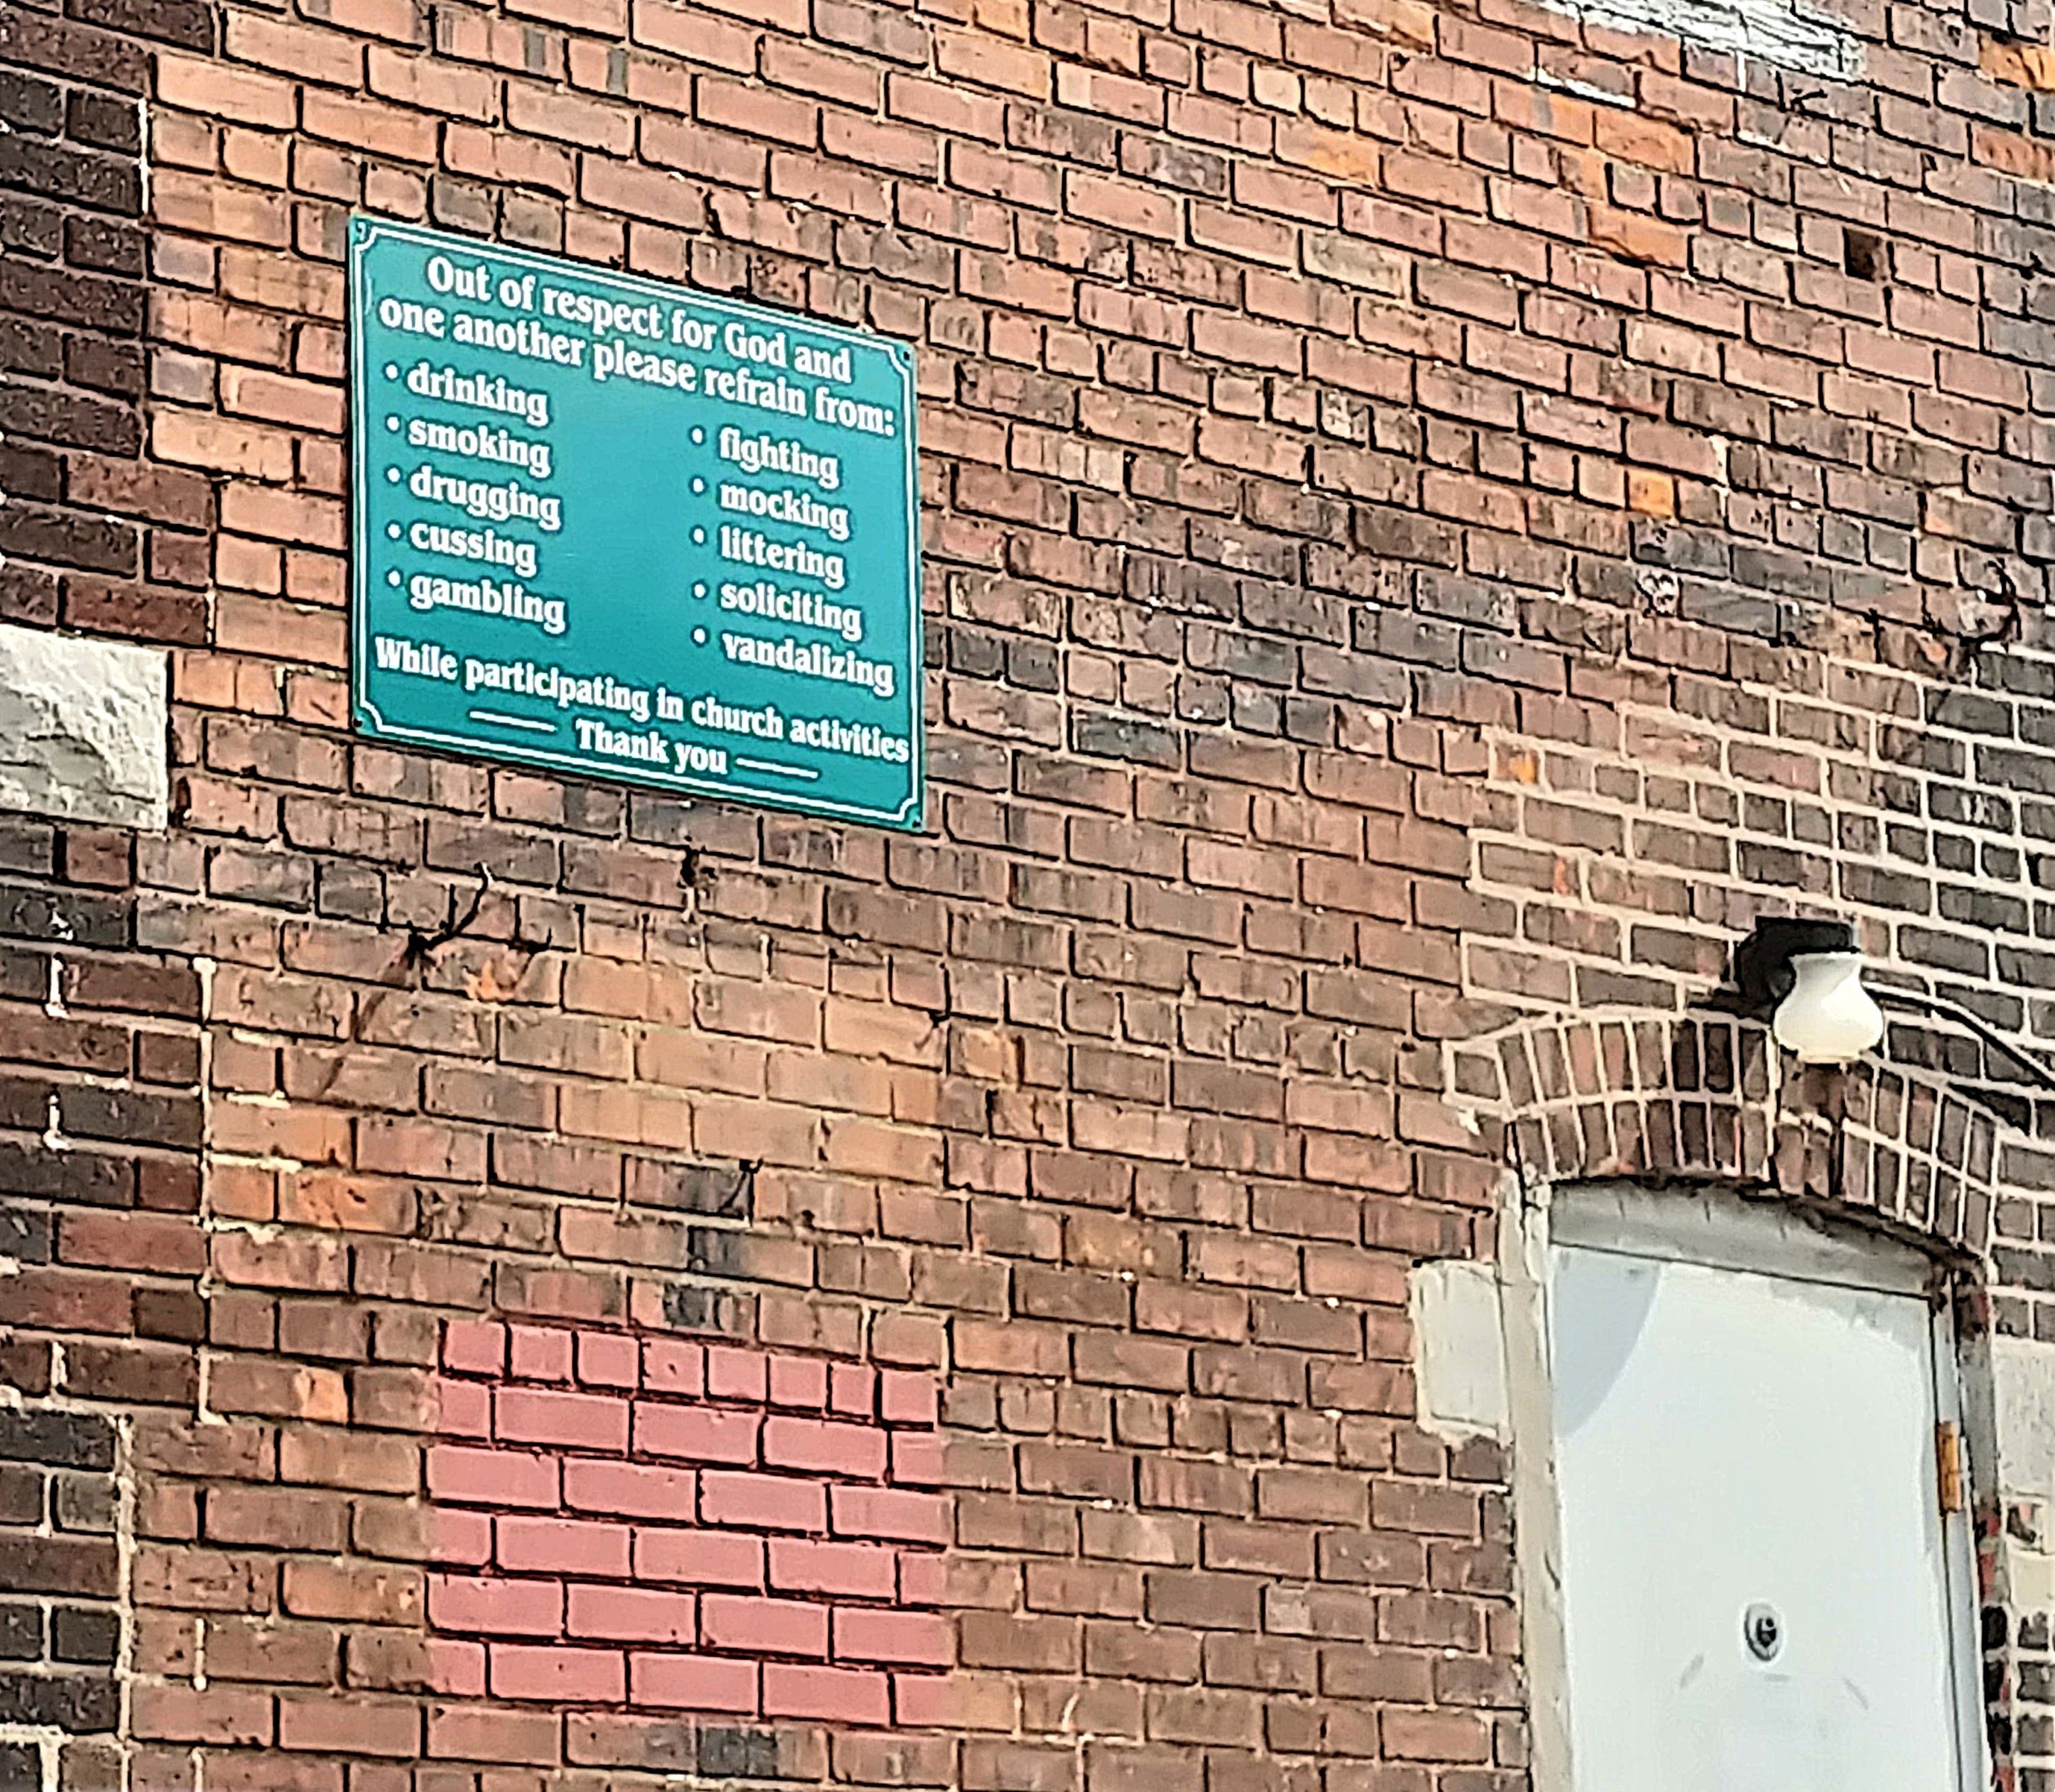 Out of respect for God and
one another please refrain from:
• drinking
• smoking
• drugging
• cussing
• gambling
• fighting
• mocking
• littering
• soliciting
• vandalizing
While participating in church activities
Thank you